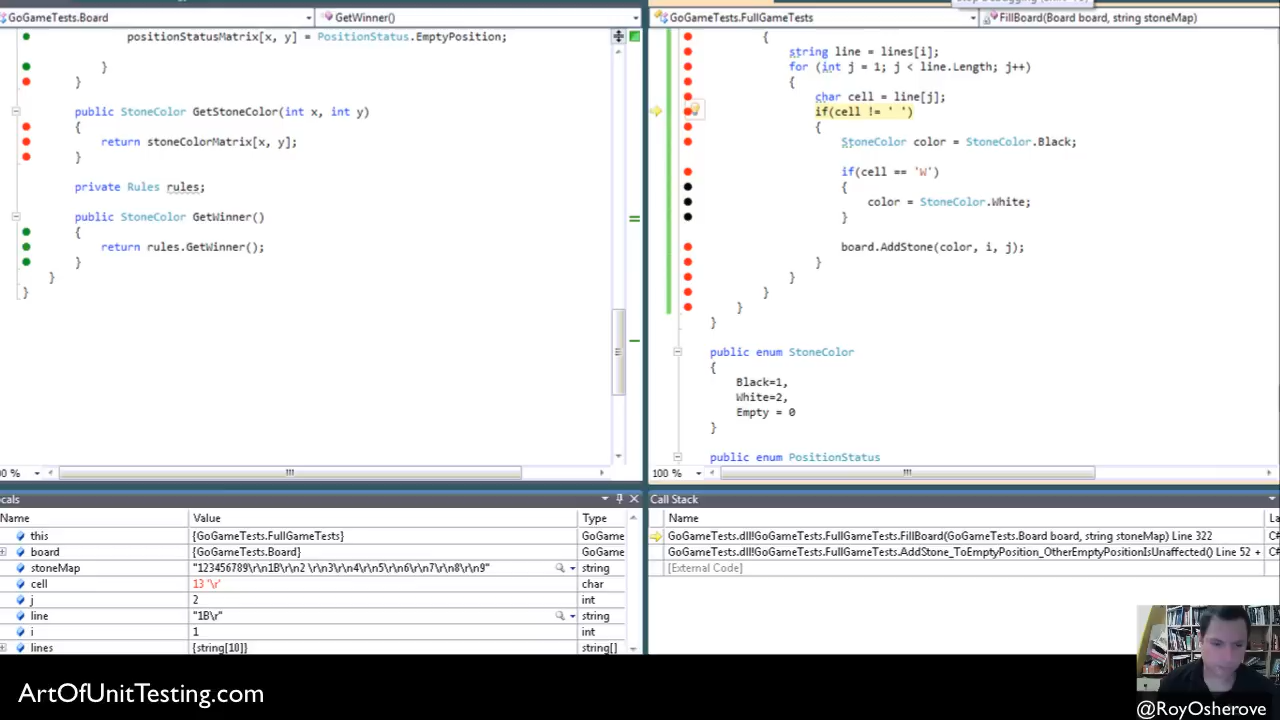 GoGameTests.Board
GetWinner()
positionStatusMatrix[x, y] = PositionStatus.EmptyPosition;
}
}
public StoneColor GetStoneColor(int x, int y)
{
return stoneColorMatrix[x, y];
}
private Rules rules;
public StoneColor GetWinner()
{
return rules.GetWinner();
}
}
}
GoGameTests.FullGameTests
FillBoard(Board board, string stoneMap)
{
string line = lines[i];
for (int j = 1; j < line.Length; j++)
{
char cell = line[j];
if(cell != ' ')
{
StoneColor color = StoneColor.Black;
if(cell == 'W')
{
color = StoneColor.White;
}
board.AddStone(color, i, j);
}
}
}
}
}
public enum StoneColor
{
Black=1,
White=2,
Empty = 0
}
public enum PositionStatus
100 %
cals
Name Value Type
this {GoGameTests.FullGameTests} GoGame
board {GoGameTests.Board} GoGame
stoneMap "123456789\r\n1B\r\n2 \r\n3\r\n4\r\n5\r\n6\r\n7\r\n8\r\n9" string
cell 13 '\r' char
j 2 int
line "1B\r" string
i 1 int
lines {string[10]} string[]
Call Stack
Name La
GoGameTests.dll!GoGameTests.FullGameTests.FillBoard(GoGameTests.Board board, string stoneMap) Line 322 C#
GoGameTests.dll!GoGameTests.FullGameTests.AddStone_ToEmptyPosition_OtherEmptyPositionIsUnaffected() Line 52 + C#
[External Code]
ArtOfUnitTesting.com
@RoyOsherove